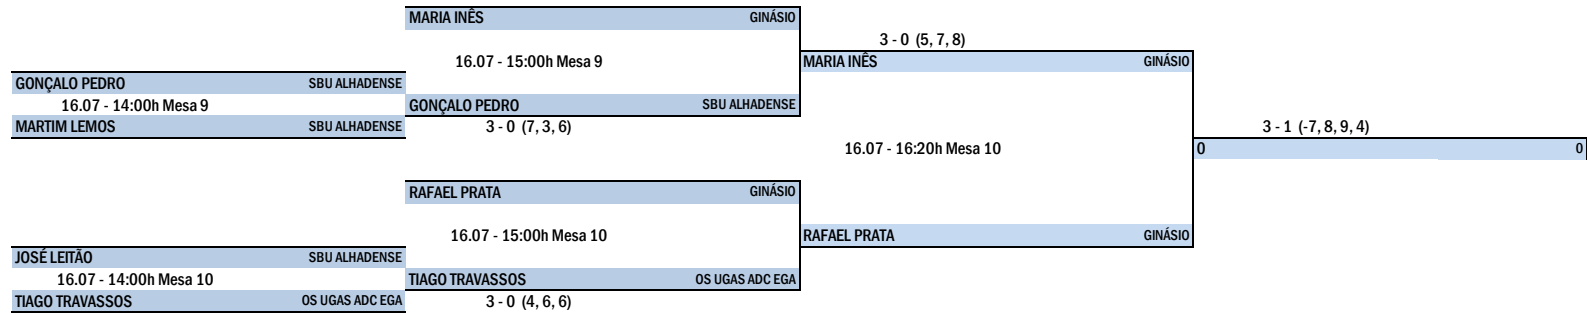 MARIA INÊS GINÁSIO
3 - 0 (5, 7, 8)
16.07 - 15:00h Mesa 9 MARIA INÊS GINÁSIO
GONÇALO PEDRO SBU ALHADENSE
16.07 - 14:00h Mesa 9 GONÇALO PEDRO SBU ALHADENSE
MARTIM LEMOS SBU ALHADENSE 3 - 0 (7, 3, 6) 3 - 1 (-7, 8, 9, 4)
16.07 - 16:20h Mesa 10 0 0
RAFAEL PRATA GINÁSIO
16.07 - 15:00h Mesa 10 RAFAEL PRATA GINÁSIO
JOSÉ LEITÃO SBU ALHADENSE
16.07 - 14:00h Mesa 10 TIAGO TRAVASSOS OS UGAS ADC EGA
TIAGO TRAVASSOS OS UGAS ADC EGA 3 - 0 (4, 6, 6)